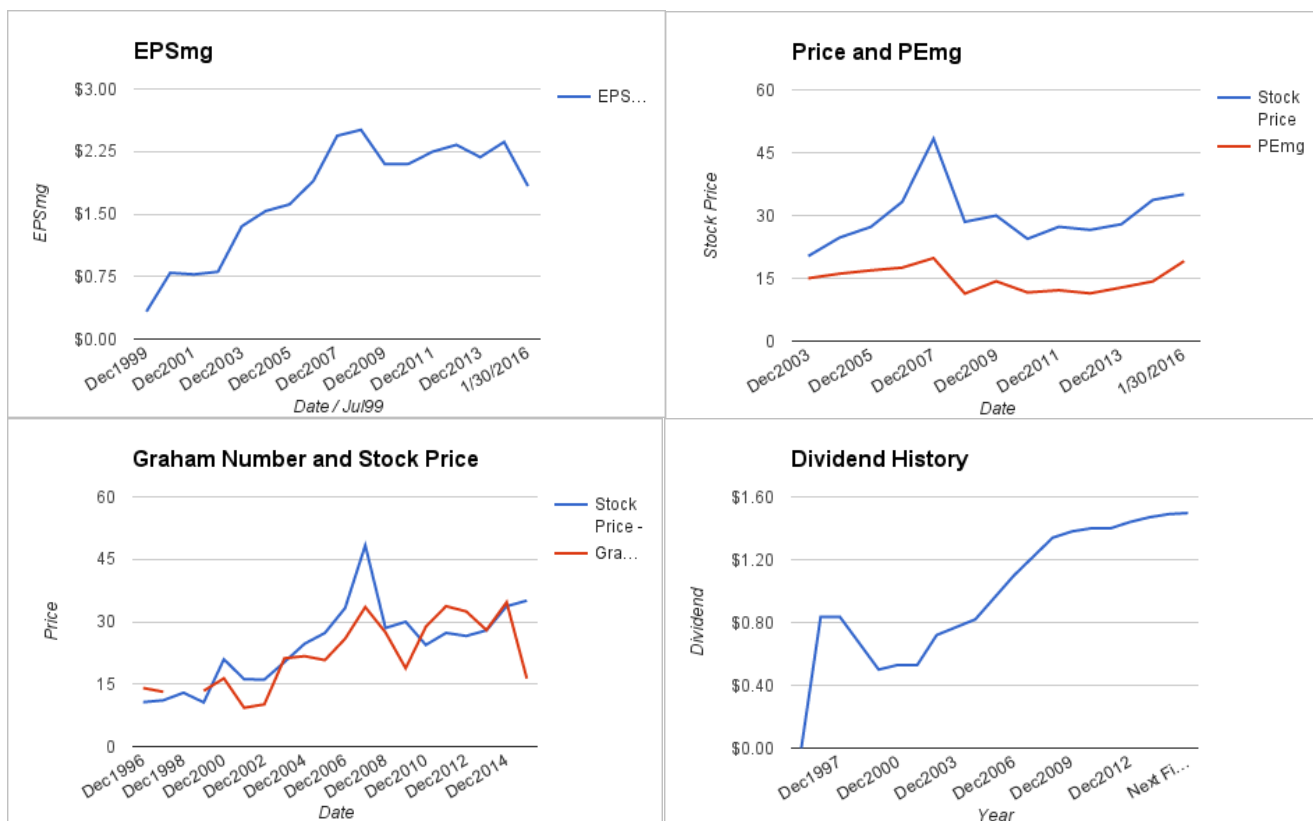 EPSmg
$3.00
$2.25
$1.50
$0.75
$0.00
EPSmg
EPS...
Dec1999
Dec2001
Dec2003
Dec2005
Dec2007
Dec2009
Dec2011
Dec2013
1/30/2016
Date / Jul99
Price and PEmg
60
45
30
15
0
Stock Price
Stock
Price
PEmg
Dec2003
Dec2005
Dec2007
Dec2009
Dec2011
Dec2013
1/30/2016
Date
Graham Number and Stock Price
60
45
30
15
0
Price
Stock
Price -
Gra...
Dec1996
Dec1998
Dec2000
Dec2002
Dec2004
Dec2006
Dec2008
Dec2010
Dec2012
Dec2014
Date
Dividend History
$1.60
$1.20
$0.80
$0.40
$0.00
Dividend
Dec1997
Dec2000
Dec2003
Dec2006
Dec2009
Dec2012
Next Fi...
Year